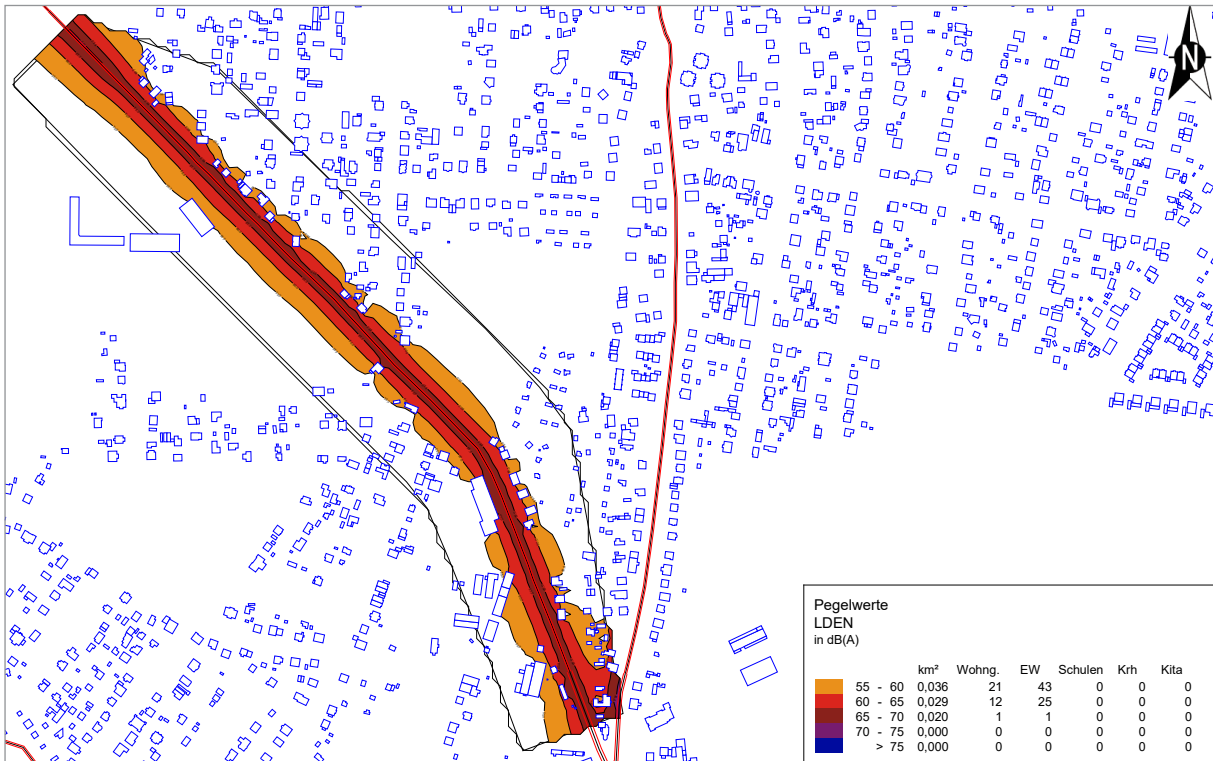 N
Pegelwerte
LDEN
in dB(A)
km² Wohng. EW Schulen Krh Kita
55 - 60 0,036 21 43 0 0 0
60 - 65 0,029 12 25 0 0 0
65 - 70 0,020 1 1 0 0 0
70 - 75 0,000 0 0 0 0 0
> 75 0,000 0 0 0 0 0